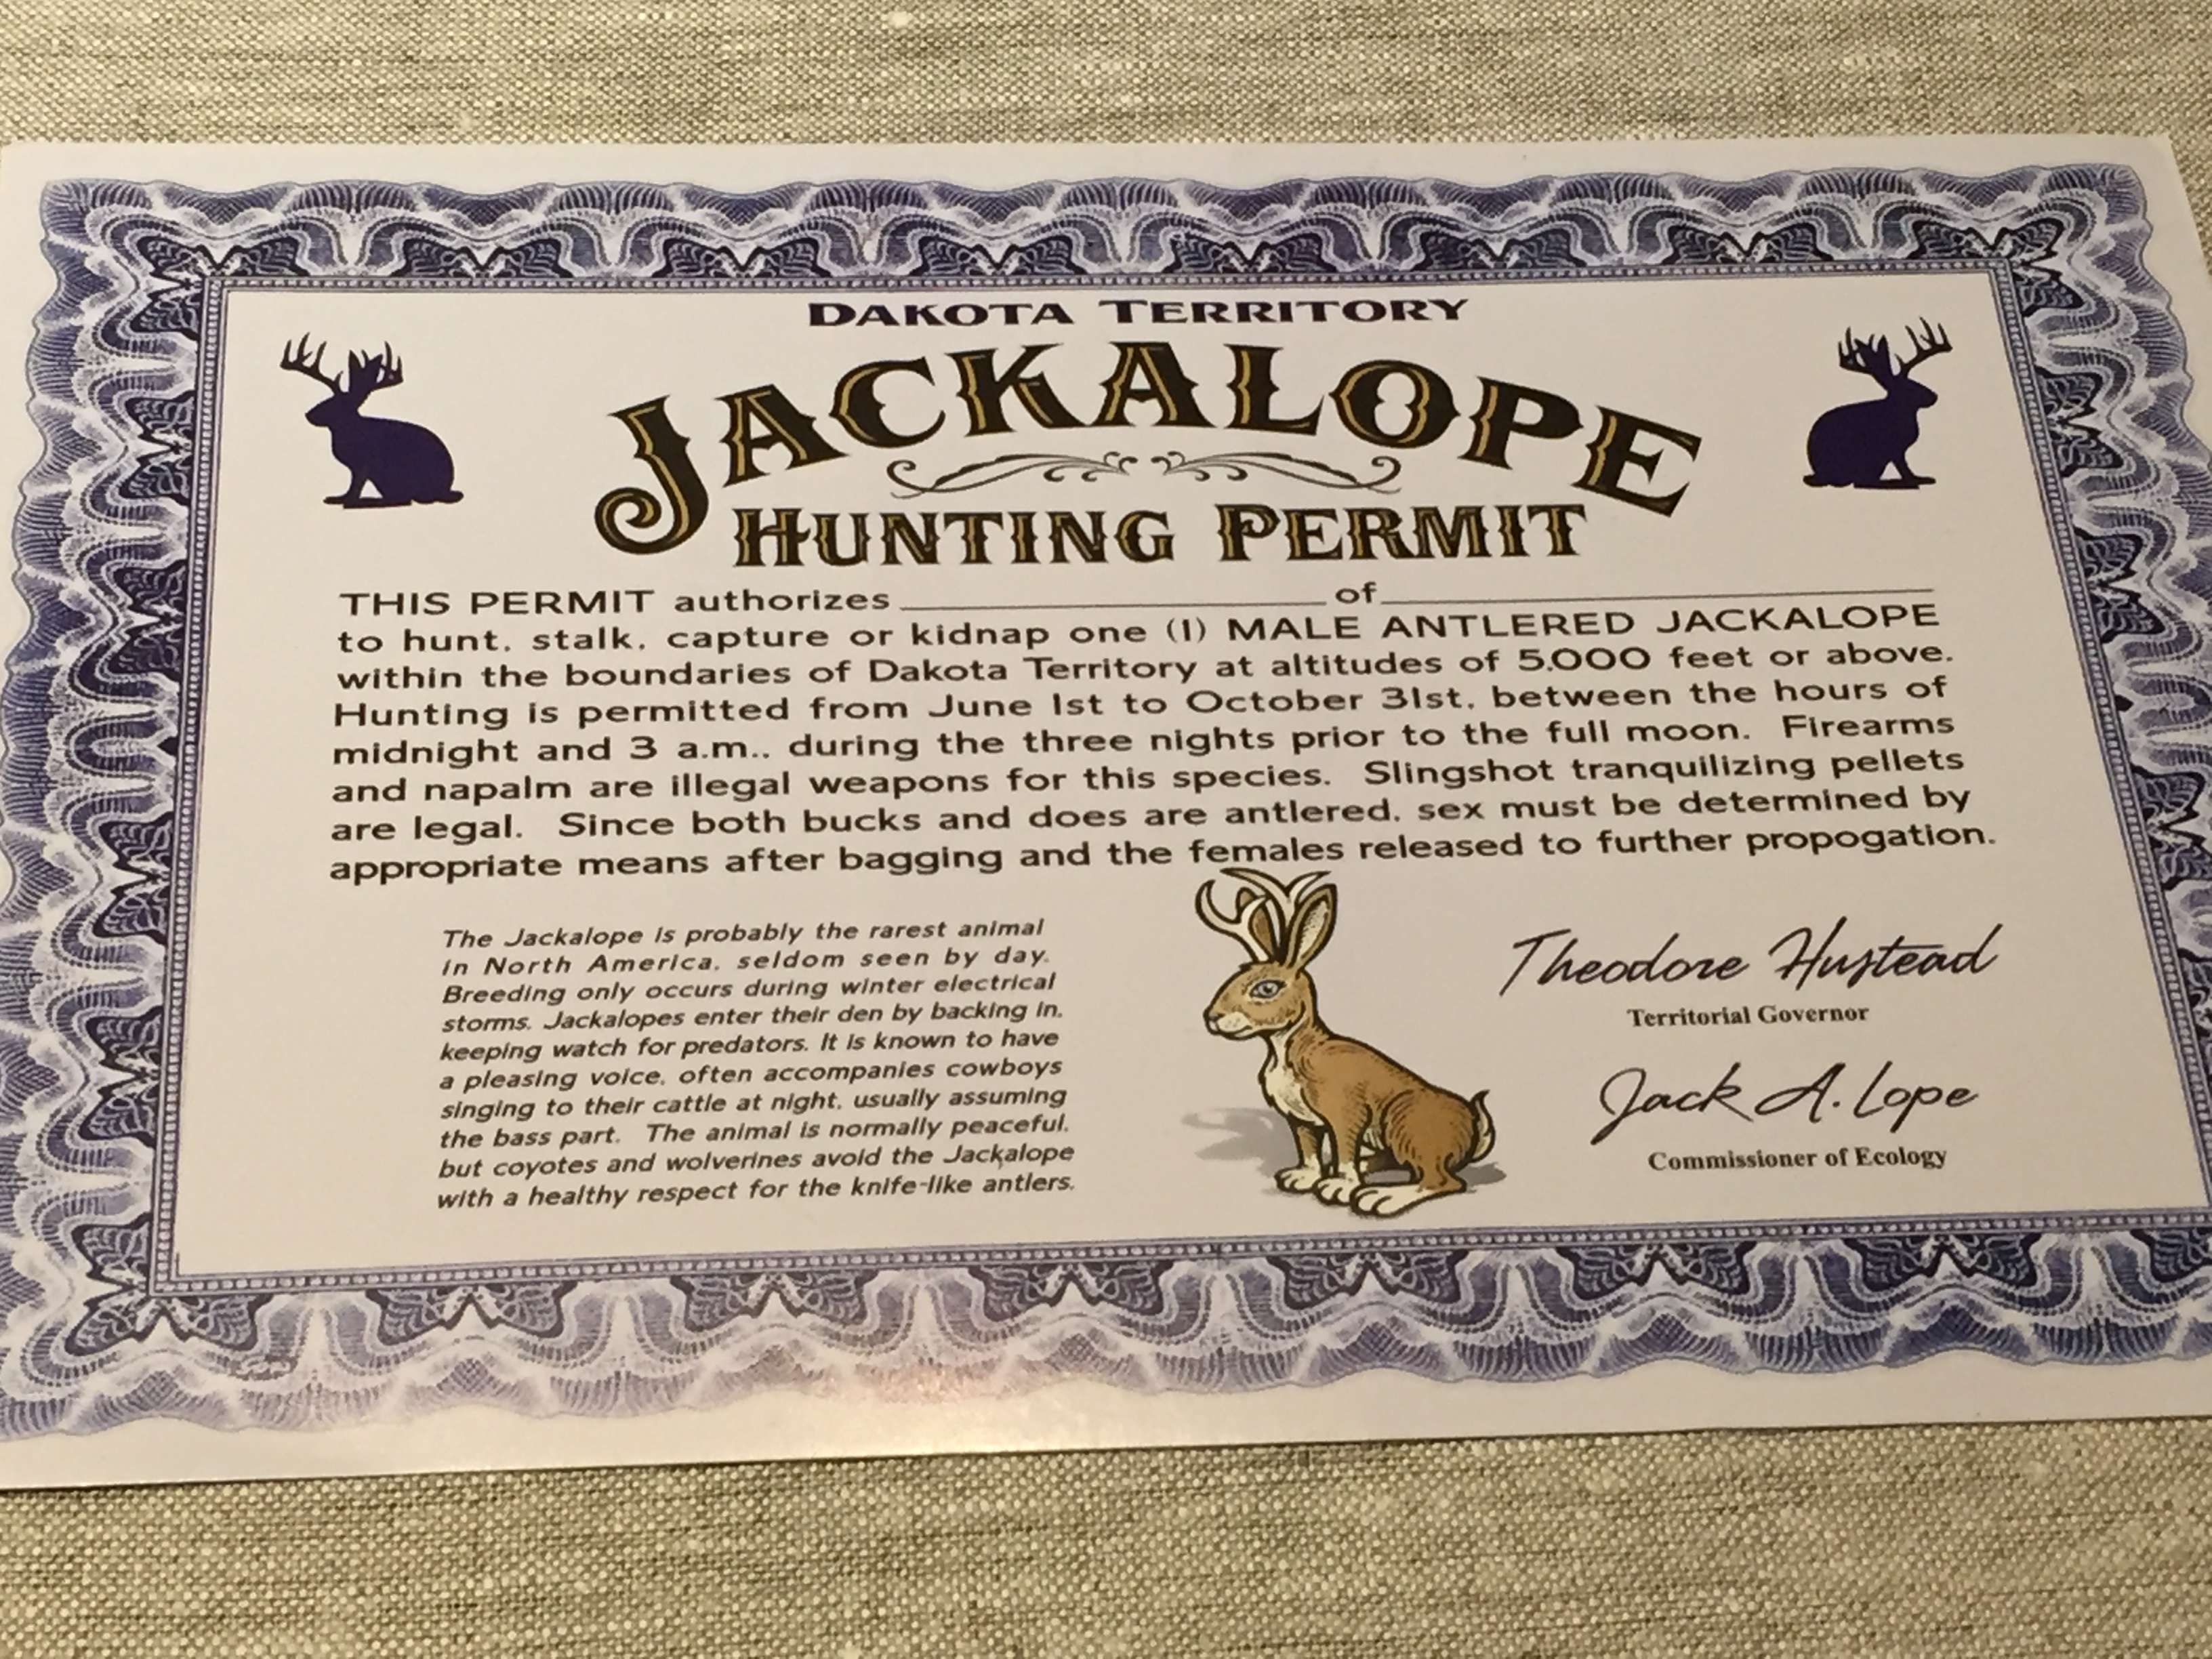 DAKOTA TERRITORY
JACKALOPE
HUNTING PERMIT
THIS PERMIT authorizes ____________ of ____________
to hunt, stalk, capture or kidnap one (1) MALE ANTLERED JACKALOPE
within the boundaries of Dakota Territory at altitudes of 5,000 feet or above.
Hunting is permitted from June 1st to October 31st, between the hours of
midnight and 3 a.m., during the three nights prior to the full moon. Firearms
and napalm are illegal weapons for this species. Slingshot tranquilizing pellets
are legal. Since both bucks and does are antlered, sex must be determined by
appropriate means after bagging and the females released to further propogation.
The Jackalope is probably the rarest animal
in North America, seldom seen by day.
Breeding only occurs during winter electrical
storms. Jackalopes enter their den by backing in,
keeping watch for predators. It is known to have
a pleasing voice, often accompanies cowboys
singing to their cattle at night, usually assuming
the bass part. The animal is normally peaceful,
but coyotes and wolverines avoid the Jackalope
with a healthy respect for the knife-like antlers.
Theodore Hustead
Territorial Governor
Jack A. Lope
Commissioner of Ecology